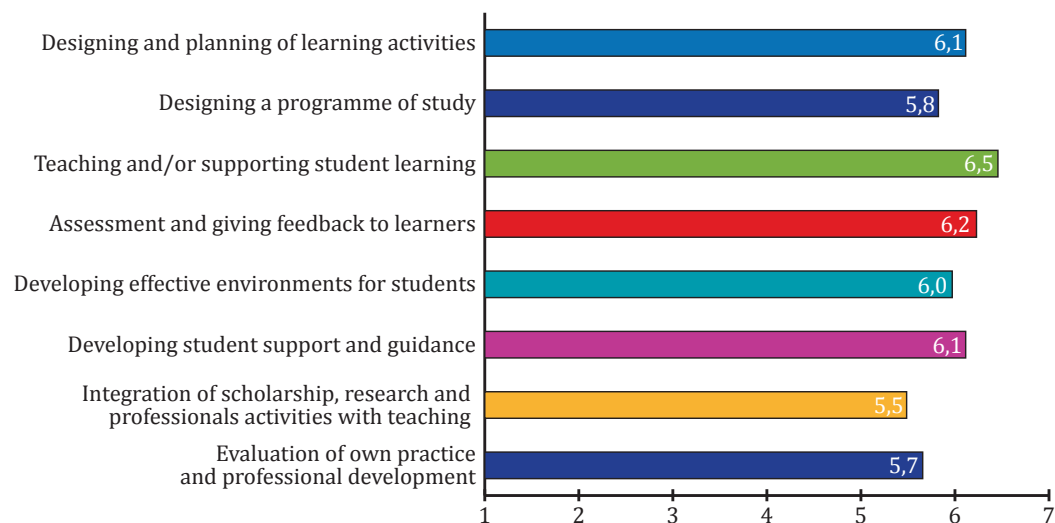 Designing and planning of learning activities
6,1
Designing a programme of study
5,8
Teaching and/or supporting student learning
6,5
Assessment and giving feedback to learners
6,2
Developing effective environments for students
6,0
Developing student support and guidance
6,1
Integration of scholarship, research and
professionals activities with teaching
5,5
Evaluation of own practice
and professional development
5,7
1 2 3 4 5 6 7